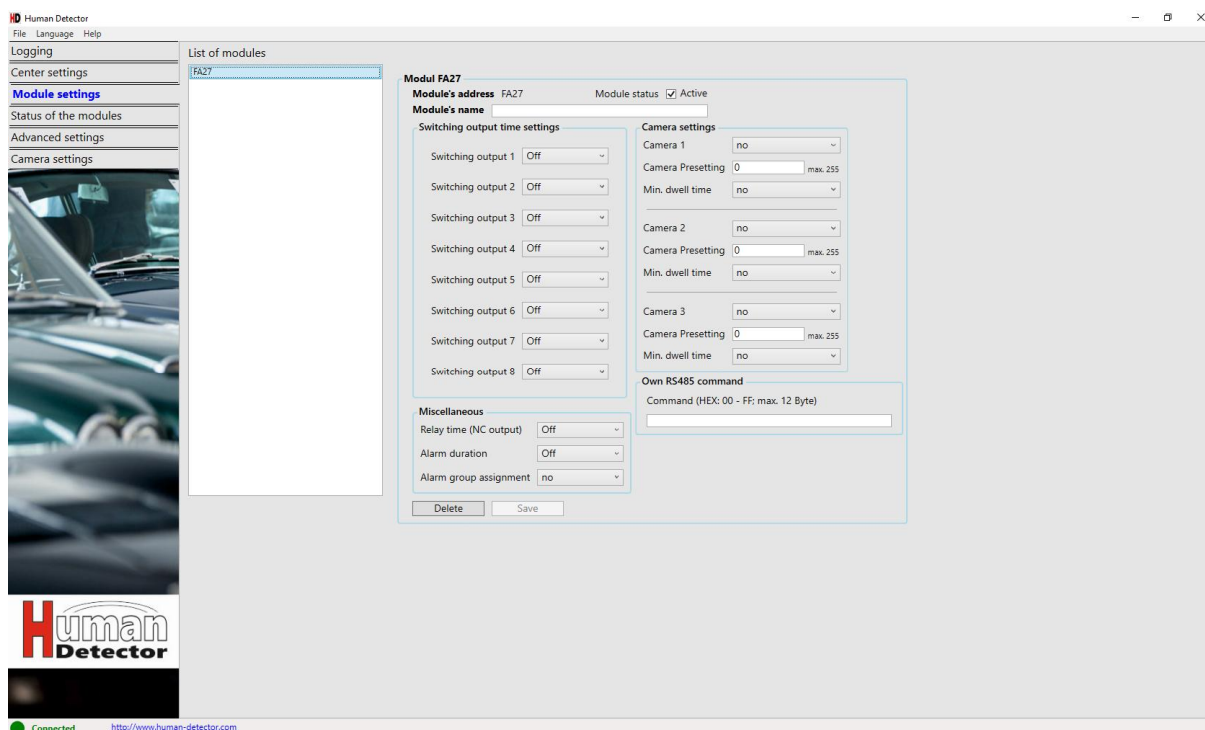 HD Human Detector
File Language Help
Logging
Center settings
Module settings
Status of the modules
Advanced settings
Camera settings
List of modules
FA27
Modul FA27
Module's address FA27 Module status Active
Module's name
Switching output time settings
Switching output 1 Off
Switching output 2 Off
Switching output 3 Off
Switching output 4 Off
Switching output 5 Off
Switching output 6 Off
Switching output 7 Off
Switching output 8 Off
Miscellaneous
Relay time (NC output) Off
Alarm duration Off
Alarm group assignment no
Camera settings
Camera 1 no
Camera Presetting 0 max. 255
Min. dwell time no
Camera 2 no
Camera Presetting 0 max. 255
Min. dwell time no
Camera 3 no
Camera Presetting 0 max. 255
Min. dwell time no
Own RS485 command
Command (HEX: 00 - FF; max. 12 Byte)
Delete Save
Human
Detector
Connected http://www.human-detector.com